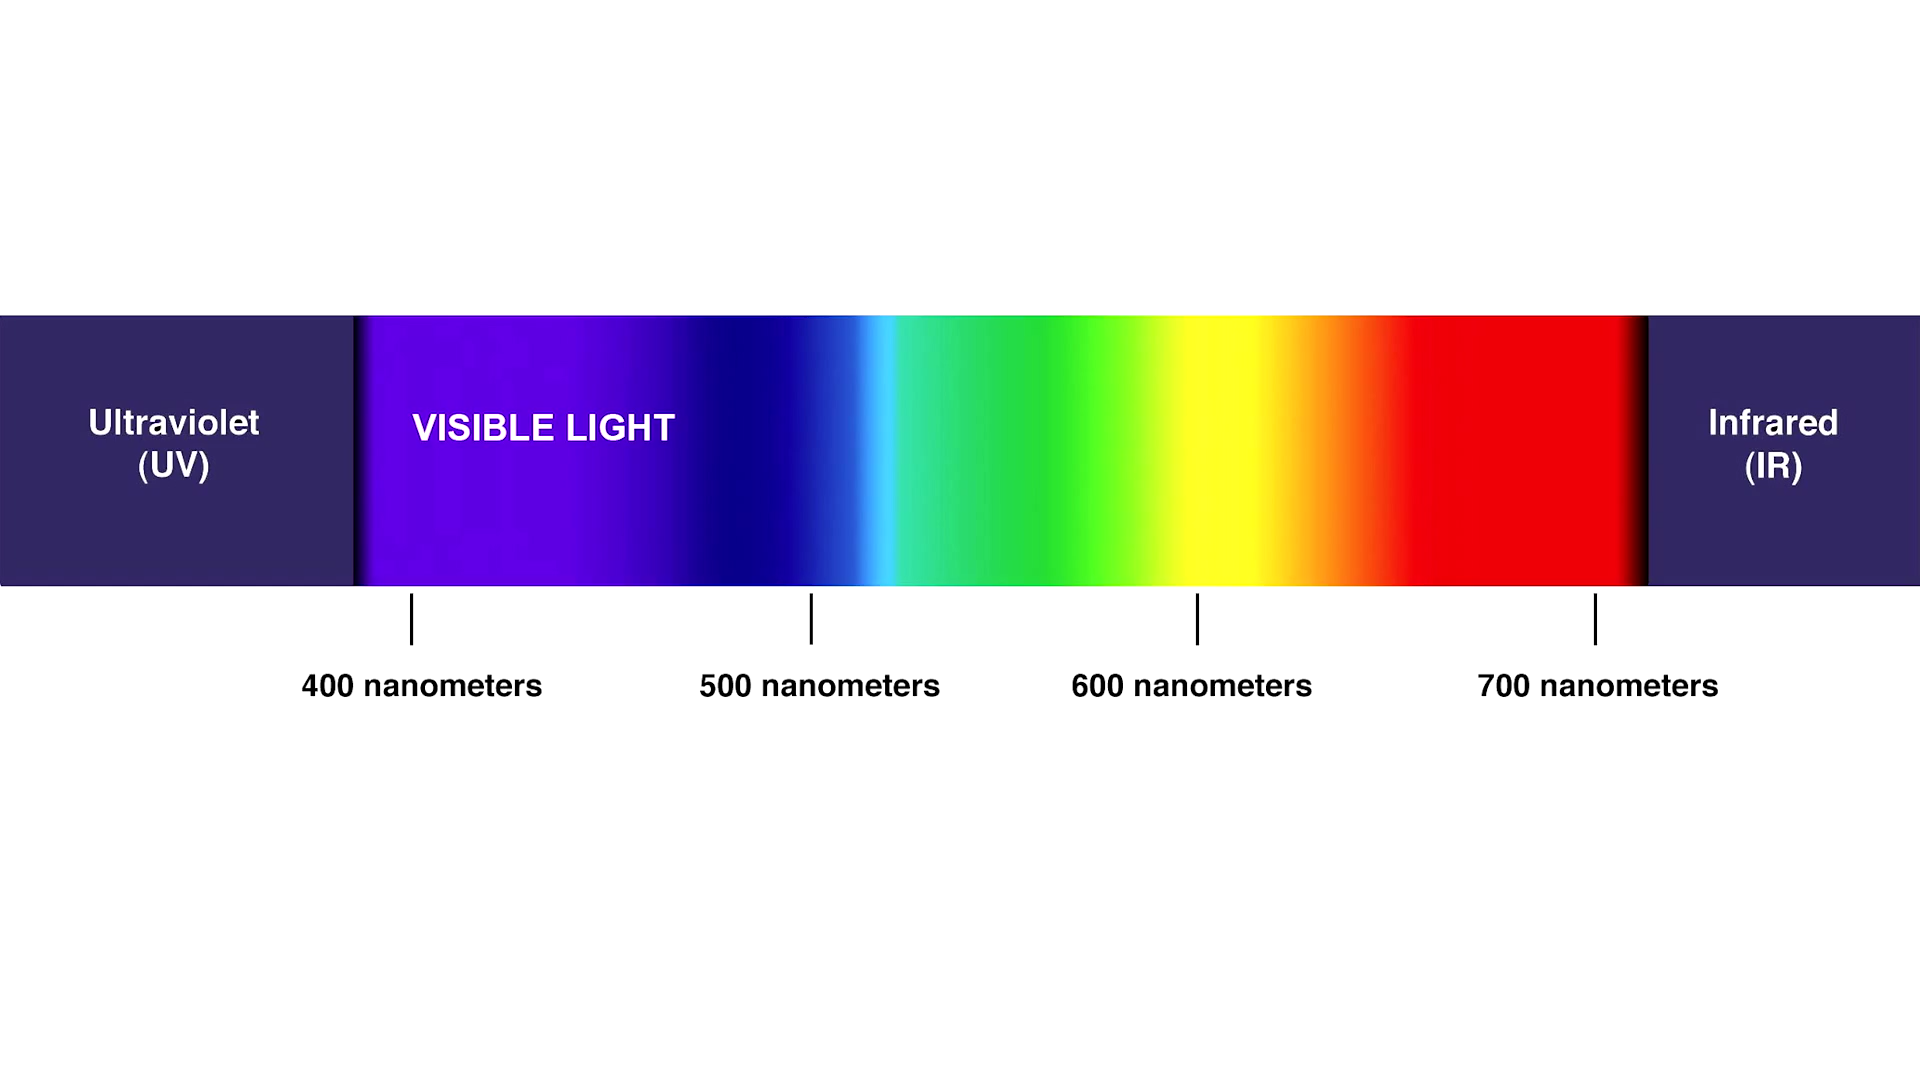 Ultraviolet
(UV)
VISIBLE LIGHT
Infrared
(IR)
400 nanometers
500 nanometers
600 nanometers
700 nanometers